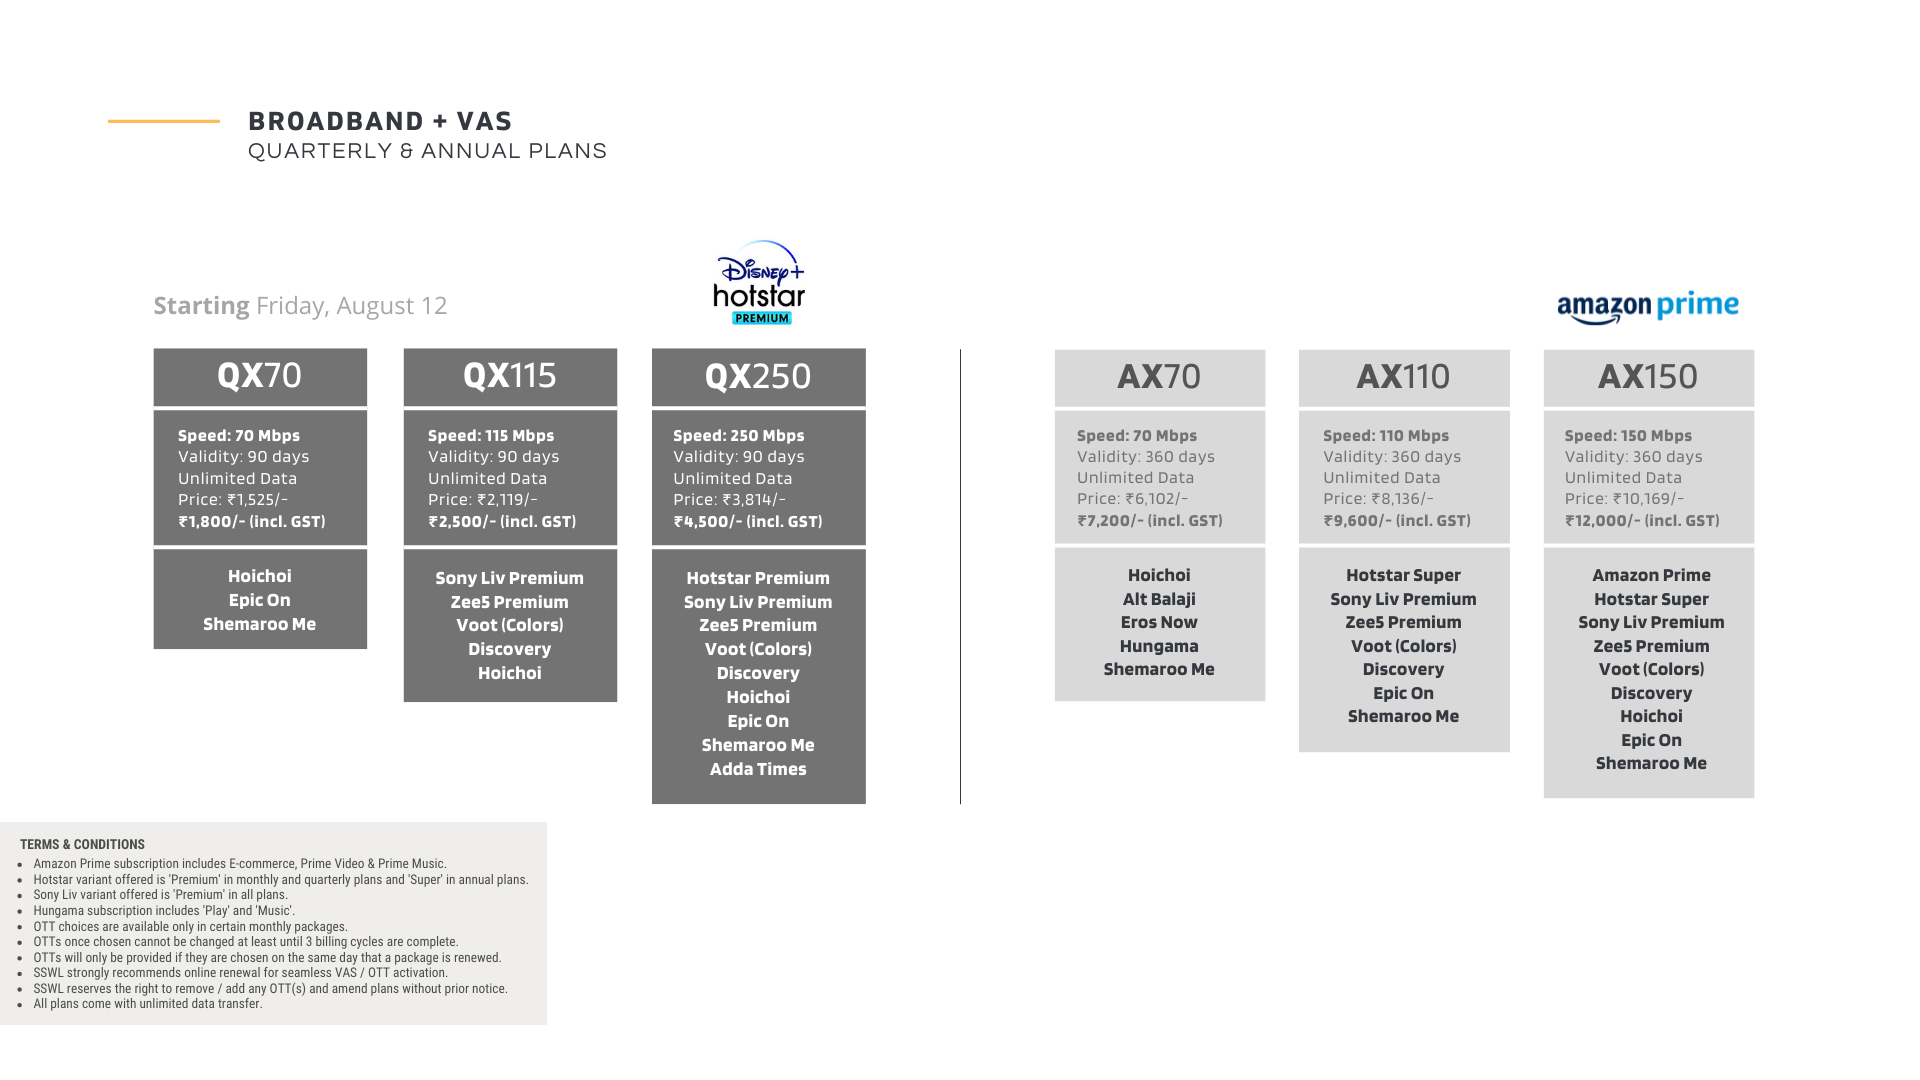 BROADBAND + VAS
QUARTERLY & ANNUAL PLANS
Starting Friday, August 12
Disney+
hotstar
PREMIUM
amazon prime
QX70
Speed: 70 Mbps
Validity: 90 days
Unlimited Data
Price: ₹1,525/-
₹1,800/- (incl. GST)
Hoichoi
Epic On
Shemaroo Me
QX115
Speed: 115 Mbps
Validity: 90 days
Unlimited Data
Price: ₹2,119/-
₹2,500/- (incl. GST)
Sony Liv Premium
Zee5 Premium
Voot (Colors)
Discovery
Hoichoi
QX250
Speed: 250 Mbps
Validity: 90 days
Unlimited Data
Price: ₹3,814/-
₹4,500/- (incl. GST)
Hotstar Premium
Sony Liv Premium
Zee5 Premium
Voot (Colors)
Discovery
Hoichoi
Epic On
Shemaroo Me
Adda Times
AX70
Speed: 70 Mbps
Validity: 360 days
Unlimited Data
Price: ₹6,102/-
₹7,200/- (incl. GST)
Hoichoi
Alt Balaji
Eros Now
Hungama
Shemaroo Me
AX110
Speed: 110 Mbps
Validity: 360 days
Unlimited Data
Price: ₹8,136/-
₹9,600/- (incl. GST)
Hotstar Super
Sony Liv Premium
Zee5 Premium
Voot (Colors)
Discovery
Epic On
Shemaroo Me
AX150
Speed: 150 Mbps
Validity: 360 days
Unlimited Data
Price: ₹10,169/-
₹12,000/- (incl. GST)
Amazon Prime
Hotstar Super
Sony Liv Premium
Zee5 Premium
Voot (Colors)
Discovery
Hoichoi
Epic On
Shemaroo Me
TERMS & CONDITIONS
• Amazon Prime subscription includes E-commerce, Prime Video & Prime Music.
• Hotstar variant offered is 'Premium' in monthly and quarterly plans and 'Super' in annual plans.
• Sony Liv variant offered is 'Premium' in all plans.
• Hungama subscription includes 'Play' and 'Music'.
• OTT choices are available only in certain monthly packages.
• OTTs once chosen cannot be changed at least until 3 billing cycles are complete.
• OTTs will only be provided if they are chosen on the same day that a package is renewed.
• SSWL strongly recommends online renewal for seamless VAS / OTT activation.
• SSWL reserves the right to remove / add any OTT(s) and amend plans without prior notice.
• All plans come with unlimited data transfer.